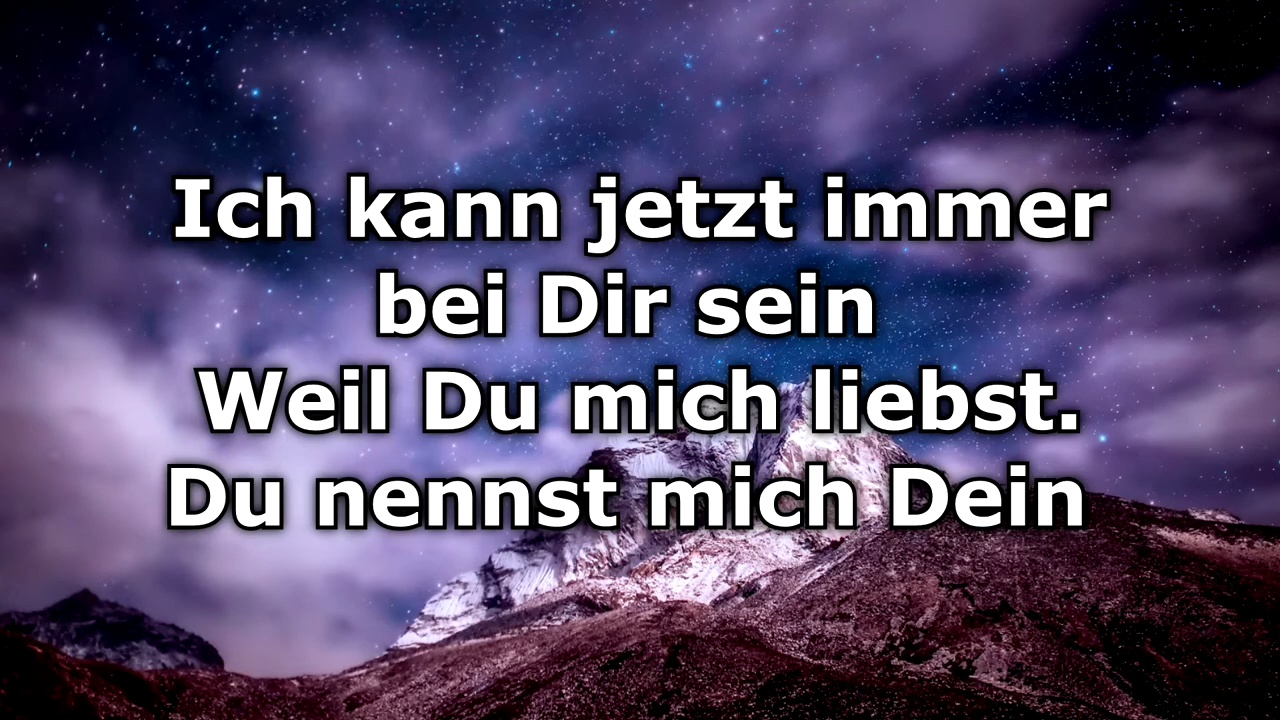 Ich kann jetzt immer
bei Dir sein
Weil Du mich liebst.
Du nennst mich Dein